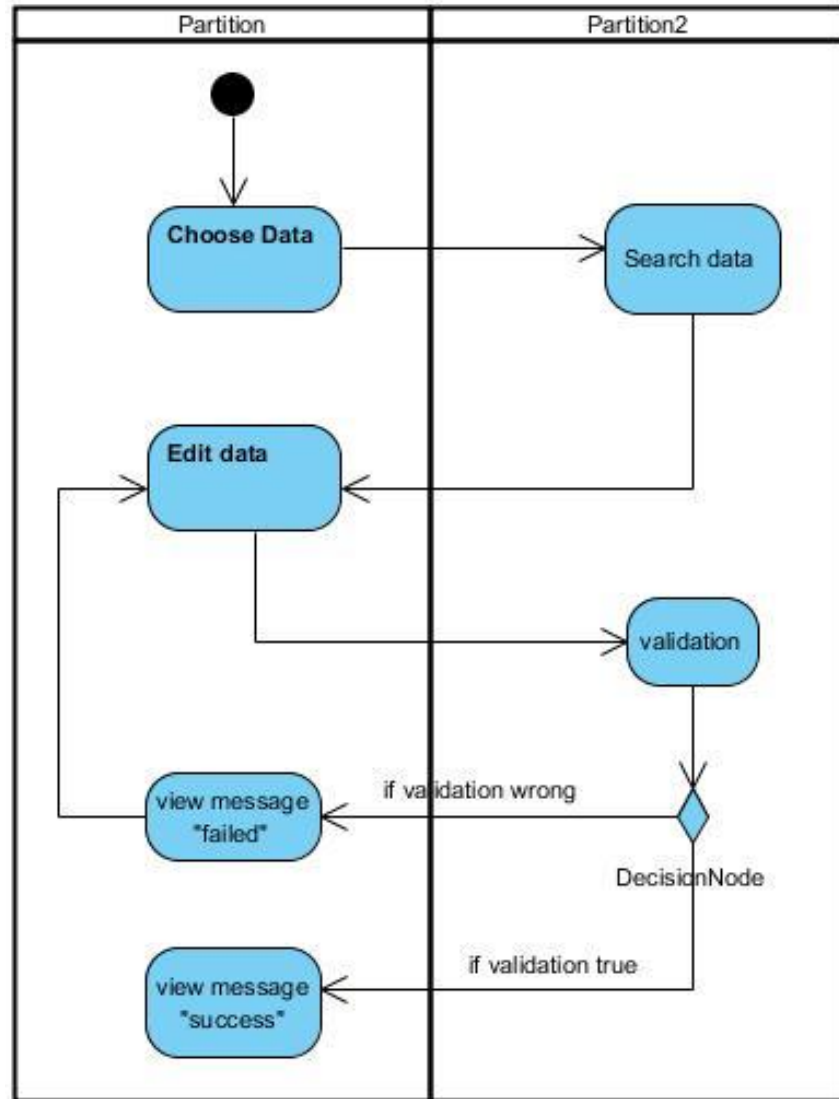 Partition
Partition2
Choose Data
Search data
Edit data
validation
if validation wrong
view message
"failed"
DecisionNode
if validation true
view message
"success"